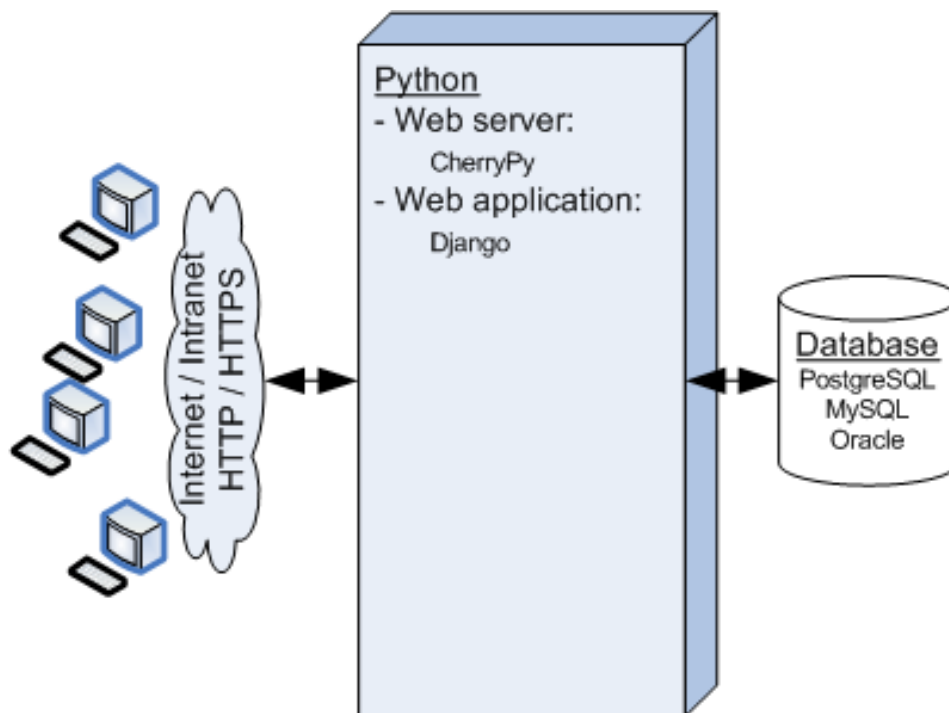 Python
- Web server:
CherryPy
- Web application:
Django
Internet / Intranet
HTTP / HTTPS
Database
PostgreSQL
MySQL
Oracle